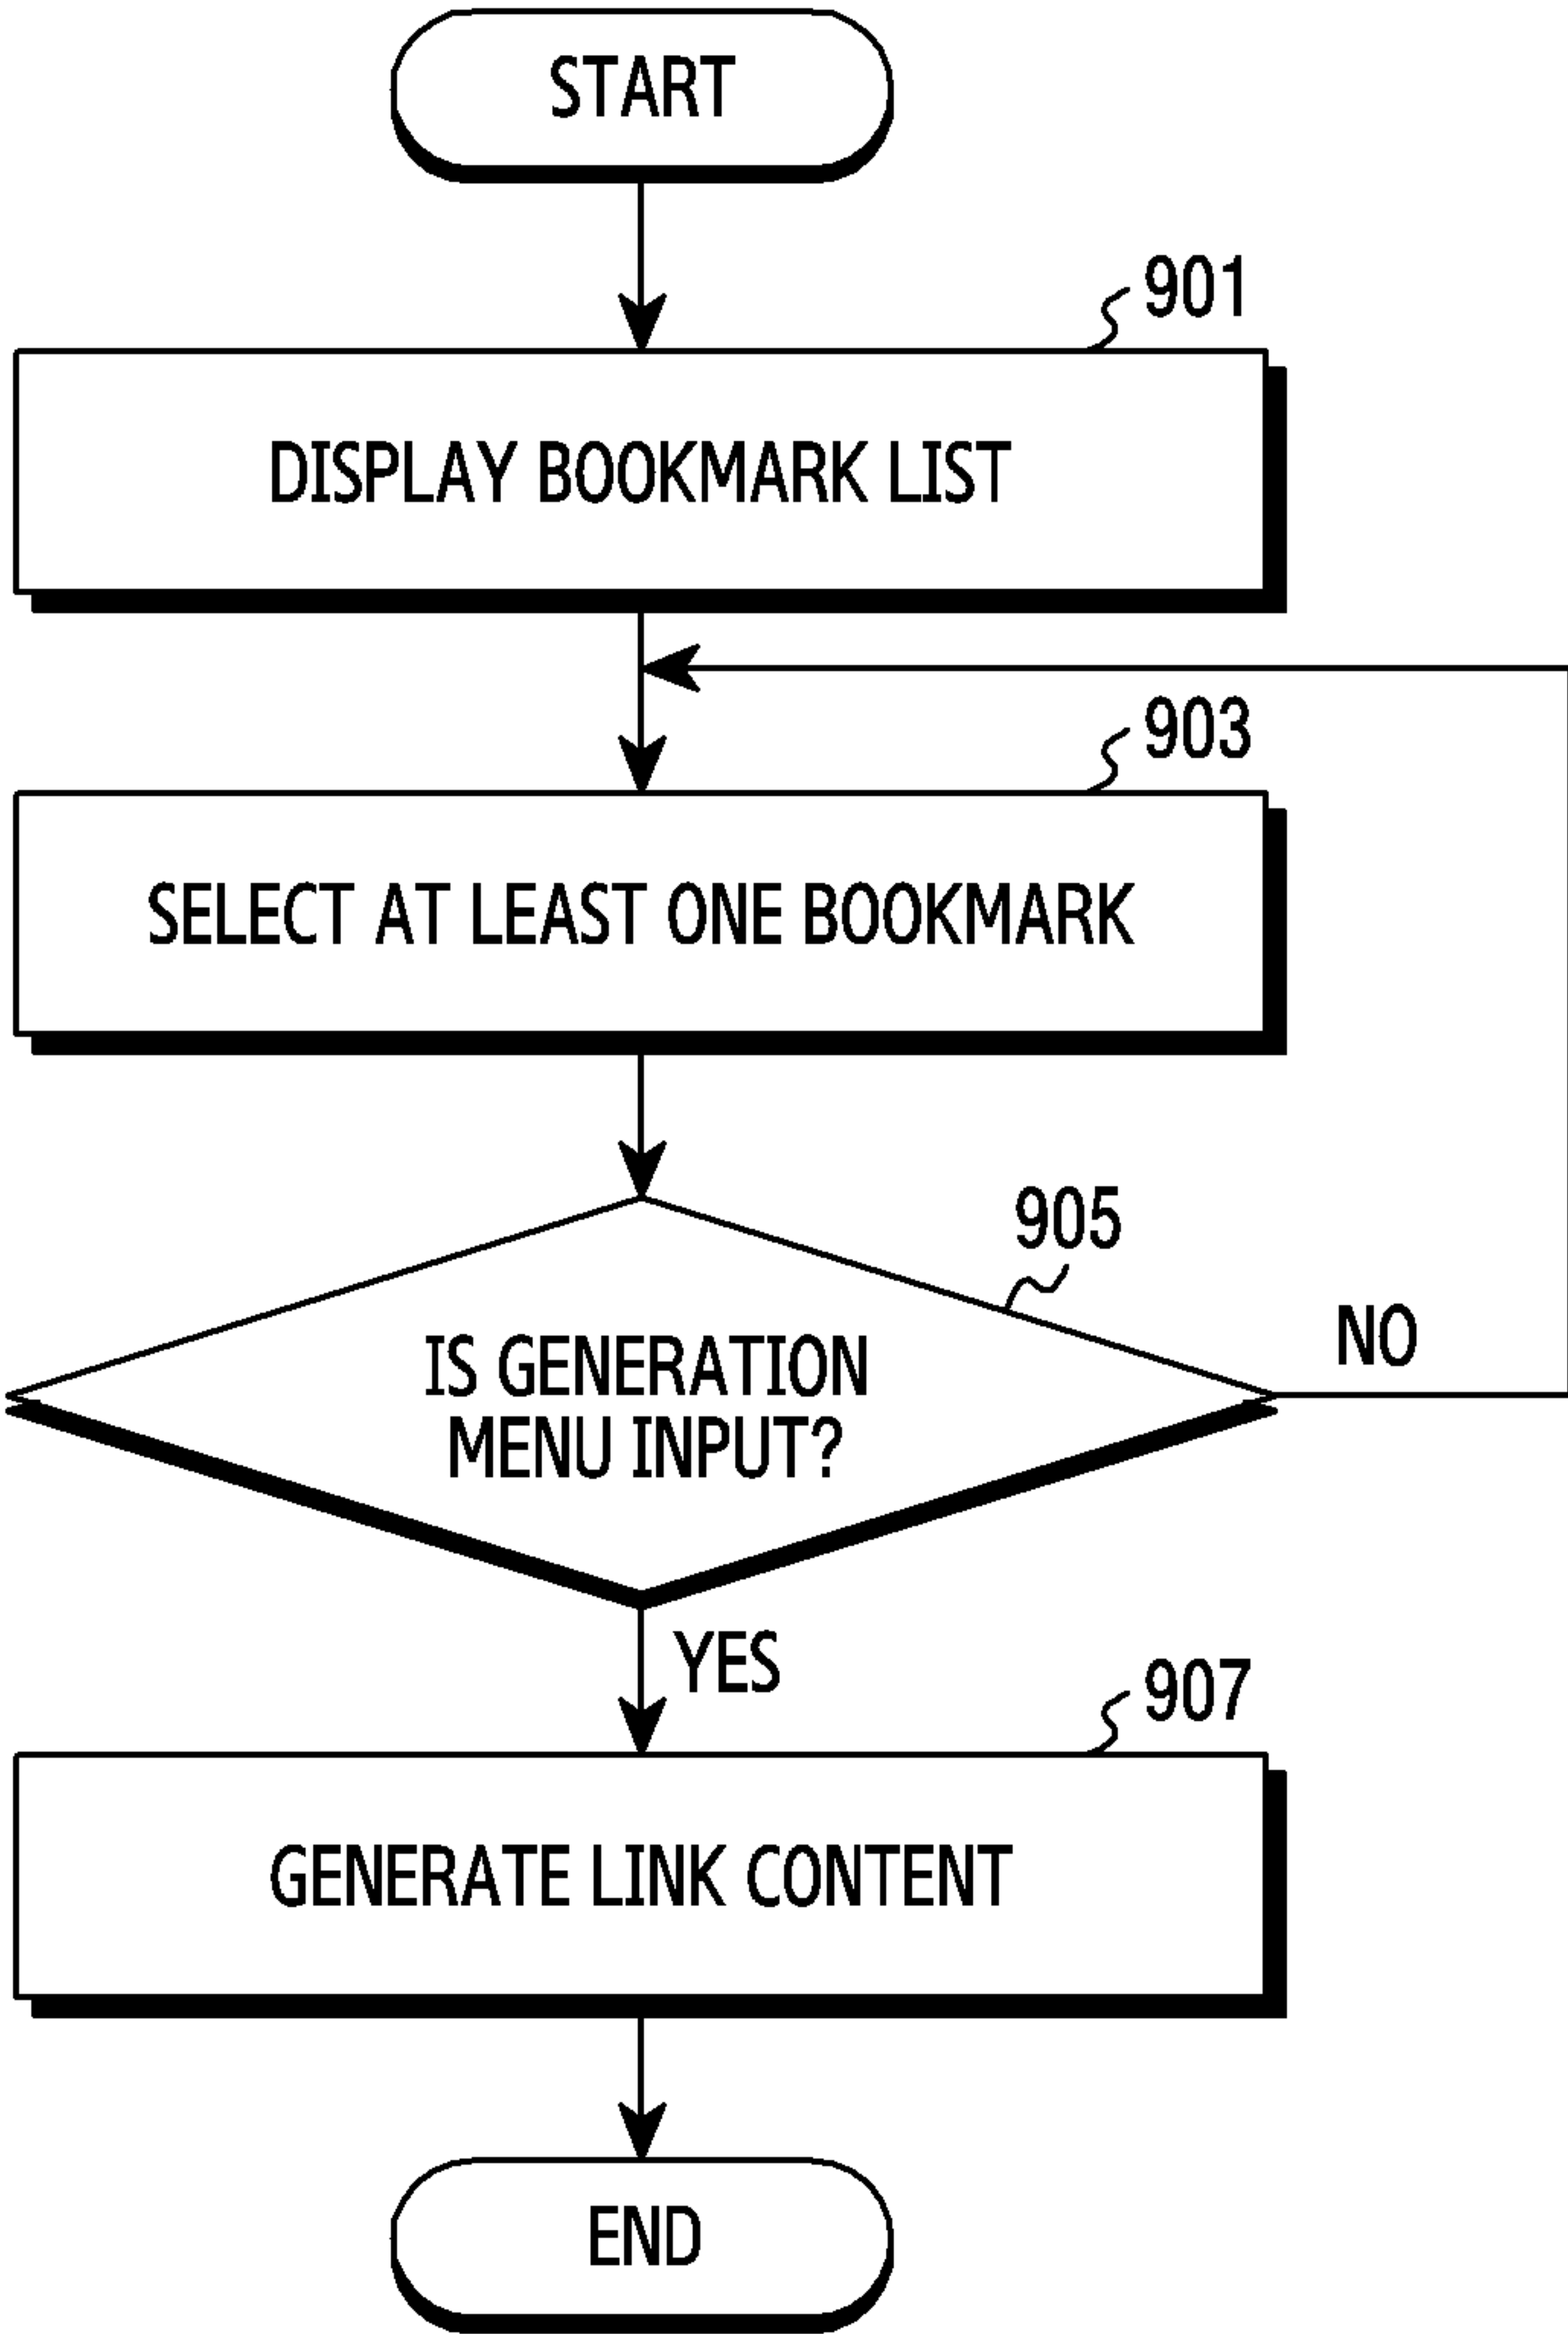 START
901
DISPLAY BOOKMARK LIST
903
SELECT AT LEAST ONE BOOKMARK
905
IS GENERATION
MENU INPUT?
NO
YES
907
GENERATE LINK CONTENT
END